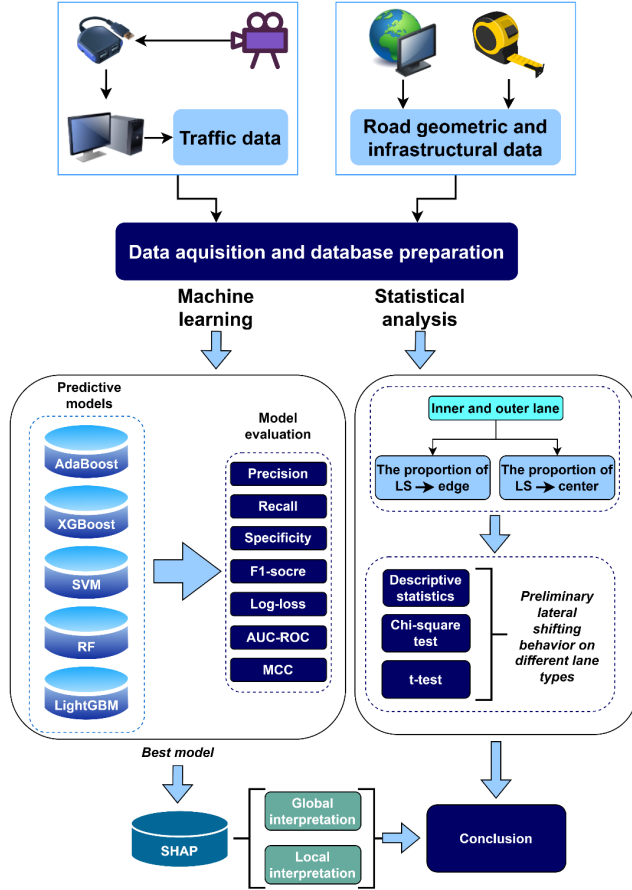 Traffic data
Road geometric and
infrastructural data
Data aquisition and database preparation
Machine
learning
Statistical
analysis
Predictive
models
AdaBoost
XGBoost
SVM
RF
LightGBM
Model
evaluation
Precision
Recall
Specificity
F1-socre
Log-loss
AUC-ROC
MCC
Inner and outer lane
The proportion of
LS → edge
The proportion of
LS → center
Descriptive
statistics
Chi-square
test
t-test
Preliminary
lateral
shifting
behavior on
different lane
types
Best model
SHAP
Global
interpretation
Local
interpretation
Conclusion